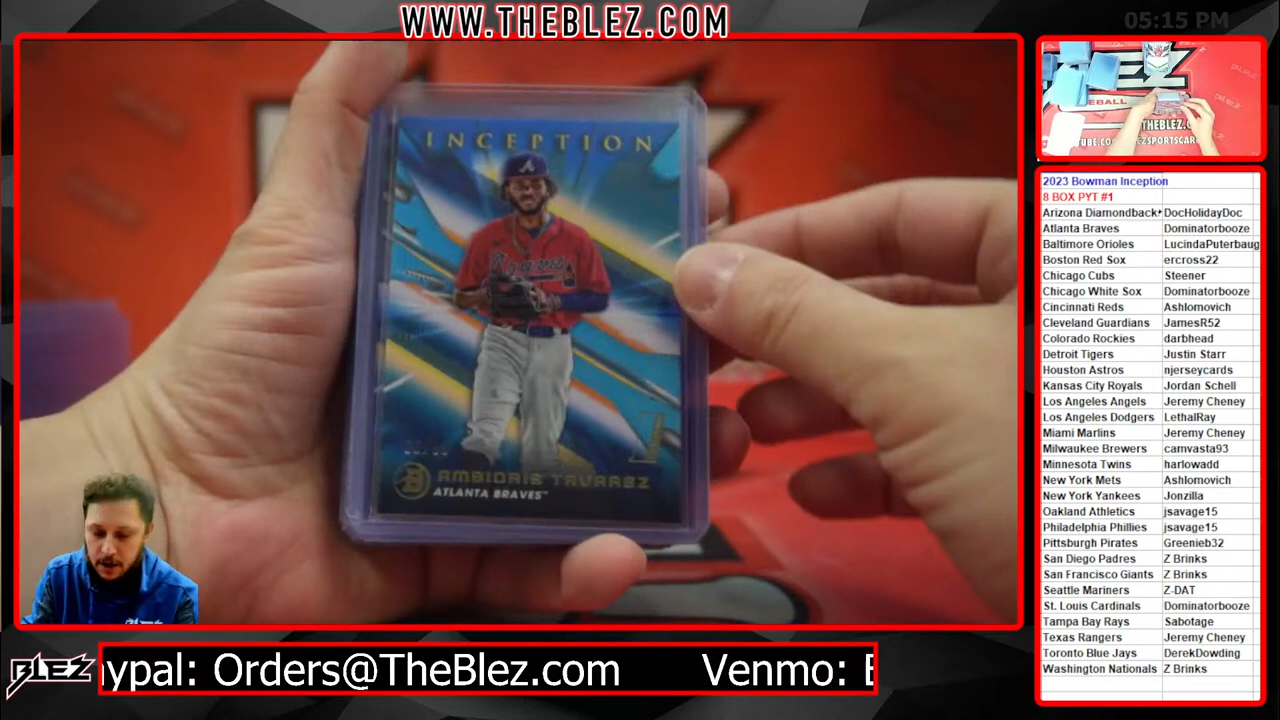 WWW.THEBLEZ.COM
05:15 PM
INCEPTION
Braves
AMBIORIS TAVAREZ
ATLANTA BRAVES™
EBALL
THEBLEZ.C
2023 Bowman Inception
8 BOX PYT #1
Arizona Diamondback DocHolidayDoc
Atlanta Braves Dominatorbooze
Baltimore Orioles LucindaPuterbaug
Boston Red Sox ercross22
Chicago Cubs Steener
Chicago White Sox Dominatorbooze
Cincinnati Reds Ashlomovich
Cleveland Guardians JamesR52
Colorado Rockies darbhead
Detroit Tigers Justin Starr
Houston Astros njerseycards
Kansas City Royals Jordan Schell
Los Angeles Angels Jeremy Cheney
Los Angeles Dodgers LethalRay
Miami Marlins Jeremy Cheney
Milwaukee Brewers camvasta93
Minnesota Twins harlowadd
New York Mets Ashlomovich
New York Yankees Jonzilla
Oakland Athletics jsavage15
Philadelphia Phillies jsavage15
Pittsburgh Pirates Greenieb32
San Diego Padres Z Brinks
San Francisco Giants Z Brinks
Seattle Mariners Z-DAT
St. Louis Cardinals Dominatorbooze
Tampa Bay Rays Sabotage
Texas Rangers Jeremy Cheney
Toronto Blue Jays DerekDowding
Washington Nationals Z Brinks
BLEZ
ypal: Orders@TheBlez.com Venmo: